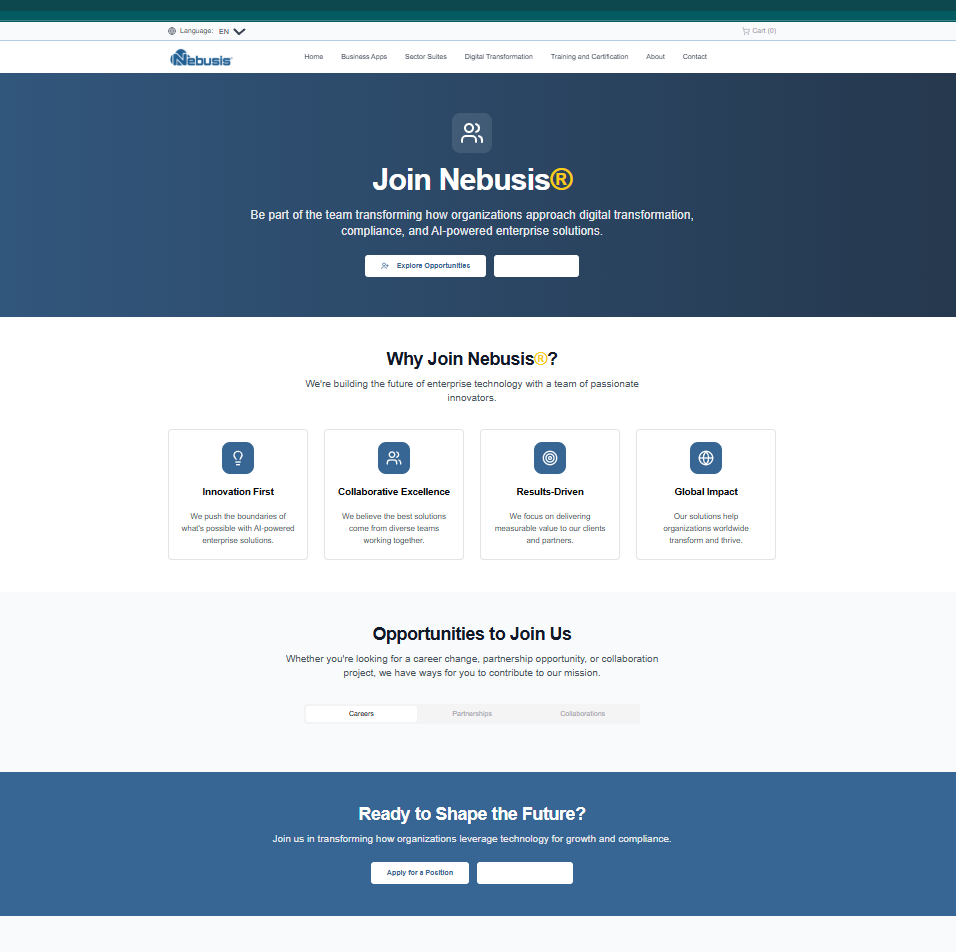 Language: EN
Cart (0)
Nebusis®
Home Business Apps Sector Suites Digital Transformation Training and Certification About Contact
Join Nebusis®
Be part of the team transforming how organizations approach digital transformation,
compliance, and AI-powered enterprise solutions.
Explore Opportunities
Why Join Nebusis®?
We're building the future of enterprise technology with a team of passionate
innovators.
Innovation First
We push the boundaries of
what's possible with AI-powered
enterprise solutions.
Collaborative Excellence
We believe the best solutions
come from diverse teams
working together.
Results-Driven
We focus on delivering
measurable value to our clients
and partners.
Global Impact
Our solutions help
organizations worldwide
transform and thrive.
Opportunities to Join Us
Whether you're looking for a career change, partnership opportunity, or collaboration
project, we have ways for you to contribute to our mission.
Careers Partnerships Collaborations
Ready to Shape the Future?
Join us in transforming how organizations leverage technology for growth and compliance.
Apply for a Position